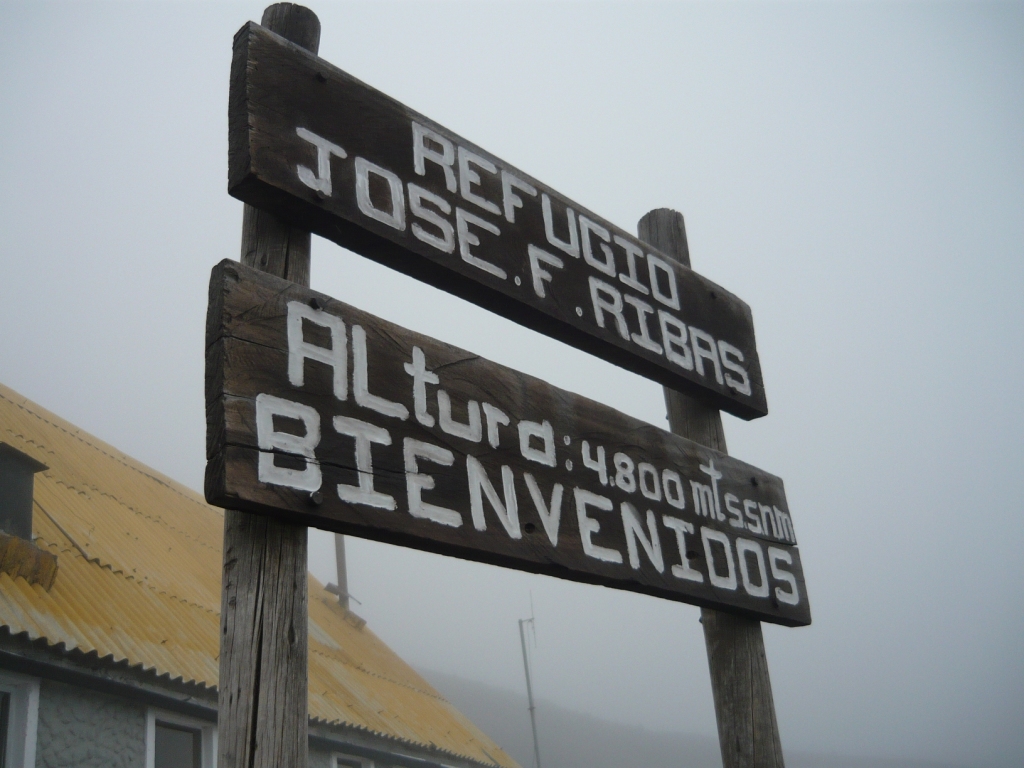 REFUGIO
JOSE.F.RIBAS
ALtura: 4.800 mts.snm
BIENVENIDOS